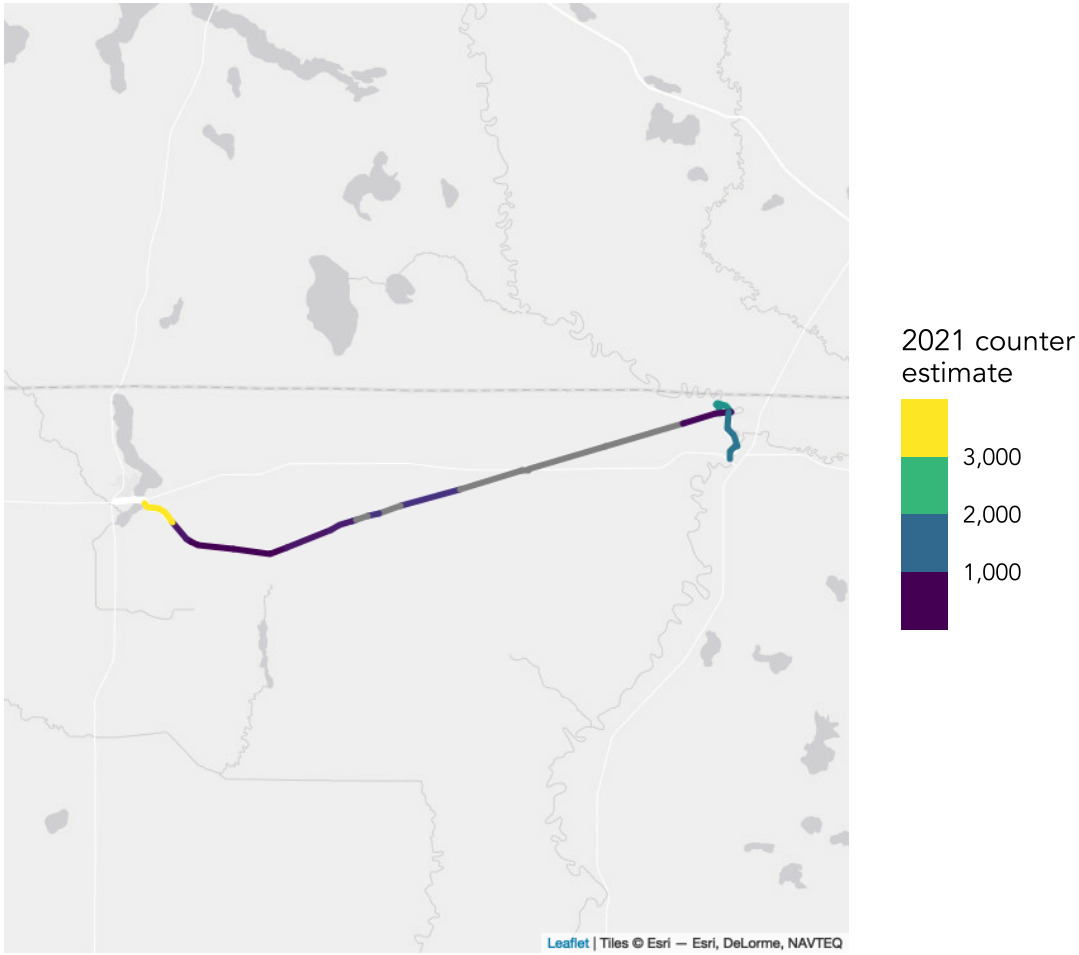 2021 counter
estimate
3,000
2,000
1,000
Leaflet | Tiles © Esri — Esri, DeLorme, NAVTEQ